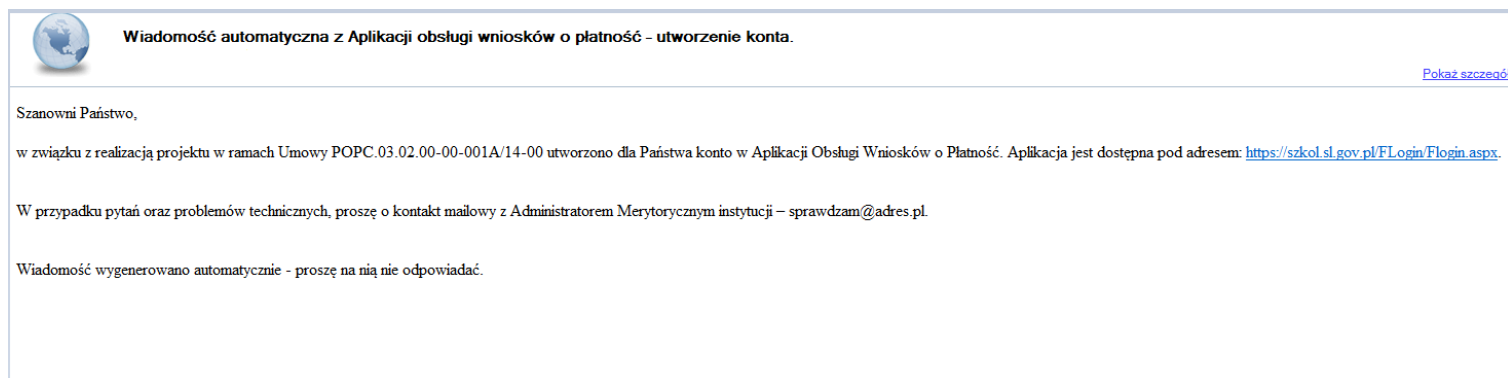 Wiadomość automatyczna z Aplikacji obsługi wniosków o płatność - utworzenie konta.
Pokaż szczegó
Szanowni Państwo,
w związku z realizacją projektu w ramach Umowy POPC.03.02.00-00-001A/14-00 utworzono dla Państwa konto w Aplikacji Obsługi Wniosków o Płatność. Aplikacja jest dostępna pod adresem: https://szkol.sl.gov.pl/FLogin/Flogin.aspx.
W przypadku pytań oraz problemów technicznych, proszę o kontakt mailowy z Administratorem Merytorycznym instytucji – sprawdzam@adres.pl.
Wiadomość wygenerowano automatycznie - proszę na nią nie odpowiadać.